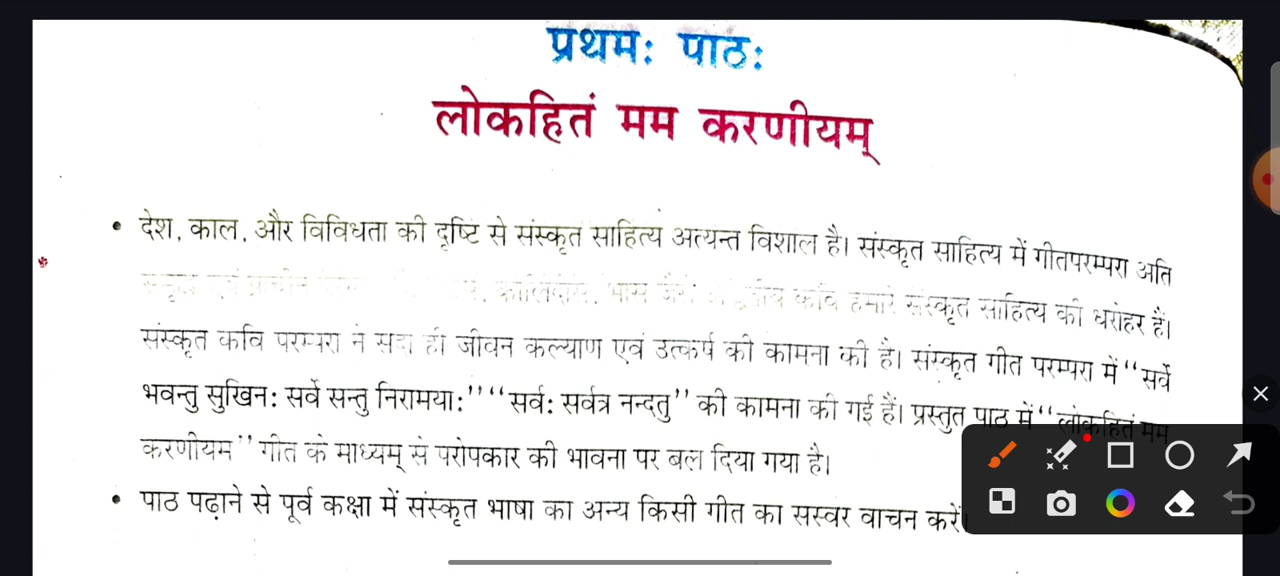 प्रथमः पाठः
लोकहितं मम करणीयम्
• देश, काल, और विविधता की दृष्टि से संस्कृत साहित्य अत्यन्त विशाल है। संस्कृत साहित्य में गीतपरम्परा अति
एवं प्राचीन कालिदास, भास जैसे कवि हमारे संस्कृत साहित्य की धरोहर हैं।
संस्कृत कवि परम्परा ने सदा ही जीवन कल्याण एवं उत्कर्ष की कामना की है। संस्कृत गीत परम्परा में "सर्वे
भवन्तु सुखिनः सर्वे सन्तु निरामयाः" "सर्वः सर्वत्र नन्दतु" की कामना की गई हैं। प्रस्तुत पाठ में "लोकहितं मम
करणीयम" गीत के माध्यम् से परोपकार की भावना पर बल दिया गया है।
• पाठ पढ़ाने से पूर्व कक्षा में संस्कृत भाषा का अन्य किसी गीत का सस्वर वाचन करें।